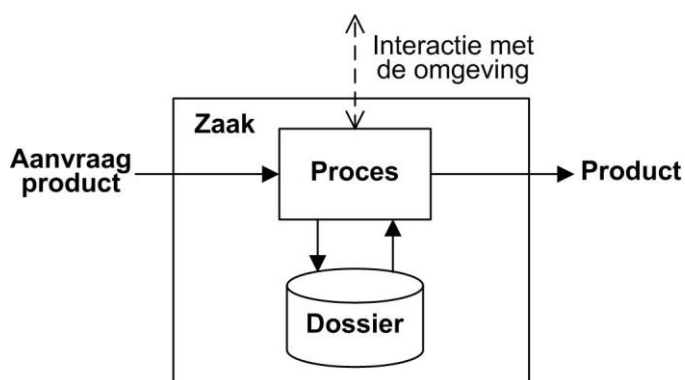 Interactie met
de omgeving
Zaak
Aanvraag
product
Proces
Product
Dossier